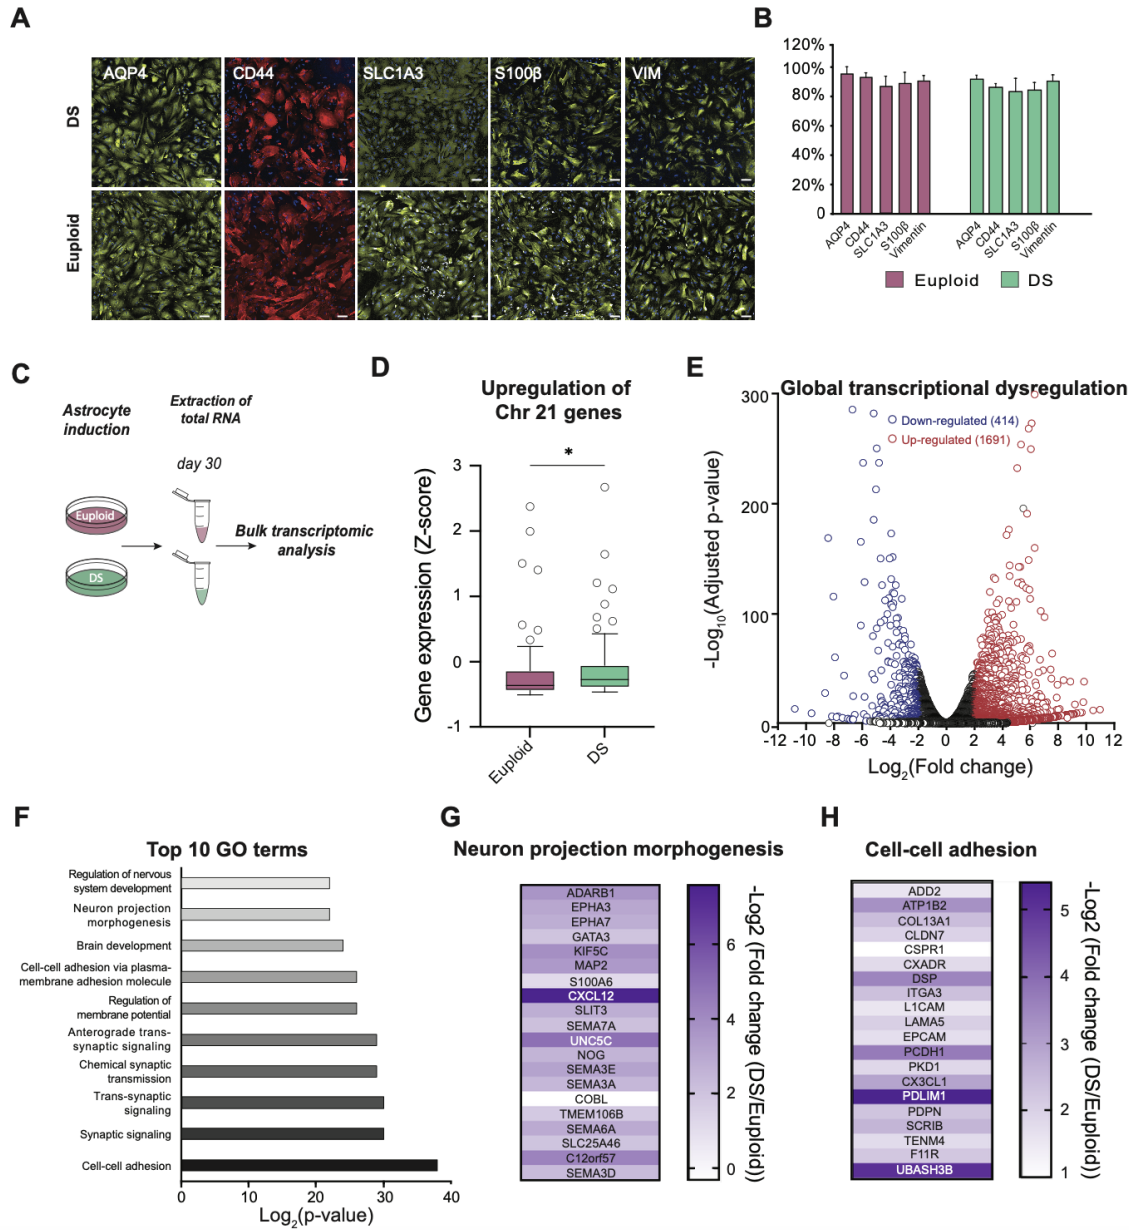 A
AQP4
CD44
SLC1A3
S100β
VIM
DS
Euploid
B
120%
100%
80%
60%
40%
20%
0
AQP4
CD44
SLC1A3
S100β
Vimentin
AQP4
CD44
SLC1A3
S100β
Vimentin
Euploid
DS
C
Astrocyte
induction
Extraction of
total RNA
day 30
Euploid
DS
Bulk transcriptomic
analysis
D
Upregulation of
Chr 21 genes
Gene expression (Z-score)
*
3
2
1
0
-1
Euploid
DS
E
Global transcriptional dysregulation
Down-regulated (414)
Up-regulated (1691)
-Log10(Adjusted p-value)
300
200
100
0
-12 -10 -8 -6 -4 -2 0 2 4 6 8 10 12
Log2(Fold change)
F
Top 10 GO terms
Regulation of nervous
system development
Neuron projection
morphogenesis
Brain development
Cell-cell adhesion via plasma-
membrane adhesion molecule
Regulation of
membrane potential
Anterograde trans-
synaptic signaling
Chemical synaptic
transmission
Trans-synaptic
signaling
Synaptic signaling
Cell-cell adhesion
0 10 20 30 40
Log2(p-value)
G
Neuron projection morphogenesis
ADARB1
EPHA3
EPHA7
GATA3
KIF5C
MAP2
S100A6
CXCL12
SLIT3
SEMA7A
UNC5C
NOG
SEMA3E
SEMA3A
COBL
TMEM106B
SEMA6A
SLC25A46
C12orf57
SEMA3D
6
4
2
0
-Log2 (Fold change (DS/Euploid))
H
Cell-cell adhesion
ADD2
ATP1B2
COL13A1
CLDN7
CSPR1
CXADR
DSP
ITGA3
L1CAM
LAMA5
EPCAM
PCDH1
PKD1
CX3CL1
PDLIM1
PDPN
SCRIB
TENM4
F11R
UBASH3B
5
4
3
2
1
-Log2 (Fold change (DS/Euploid))